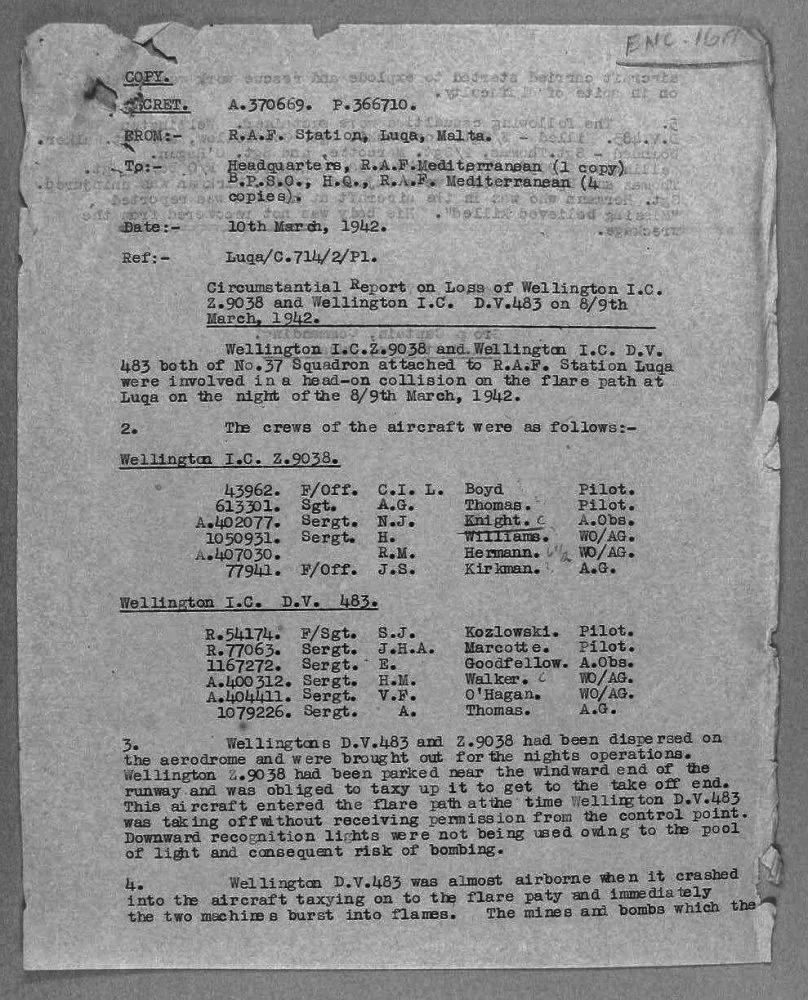 ENC. 16A
COPY.
SECRET. A.370669. P.366710.
FROM:- R.A.F. Station, Luqa, Malta.
To:- Headquarters, R.A.F.Mediterranean (1 copy)
B.P.S.O., H.Q., R.A.F. Mediterranean (4
copies).
Date:- 10th March, 1942.
Ref:- Luqa/C.714/2/P1.
Circumstantial Report on Loss of Wellington I.C.
Z.9038 and Wellington I.C. D.V.483 on 8/9th
March, 1942.
Wellington I.C.Z.9038 and Wellington I.C. D.V.
483 both of No.37 Squadron attached to R.A.F. Station Luqa
were involved in a head-on collision on the flare path at
Luqa on the night of the 8/9th March, 1942.
2. The crews of the aircraft were as follows:-
Wellington I.C. Z.9038.
43962. F/Off. C.I. L. Boyd Pilot.
613301. Sgt. A.G. Thomas. Pilot.
A.402077. Sergt. N.J. Knight. C A.Obs.
1050931. Sergt. H. Williams. WO/AG.
A.407030. R.M. Hermann. WO/AG.
77941. F/Off. J.S. Kirkman. A.G.
Wellington I.C. D.V. 483.
R.54174. F/Sgt. S.J. Kozlowski. Pilot.
R.77063. Sergt. J.H.A. Marcotte. Pilot.
1167272. Sergt. E. Goodfellow. A.Obs.
A.400312. Sergt. H.M. Walker. C WO/AG.
A.404411. Sergt. V.F. O'Hagan. WO/AG.
1079226. Sergt. A. Thomas. A.G.
3. Wellingtons D.V.483 and Z.9038 had been dispersed on
the aerodrome and were brought out for the nights operations.
Wellington Z.9038 had been parked near the windward end of the
runway and was obliged to taxy up it to get to the take off end.
This aircraft entered the flare path at the time Wellington D.V.483
was taking off without receiving permission from the control point.
Downward recognition lights were not being used owing to the pool
of light and consequent risk of bombing.
4. Wellington D.V.483 was almost airborne when it crashed
into the aircraft taxying on to the flare paty and immediately
the two machines burst into flames. The mines and bombs which the